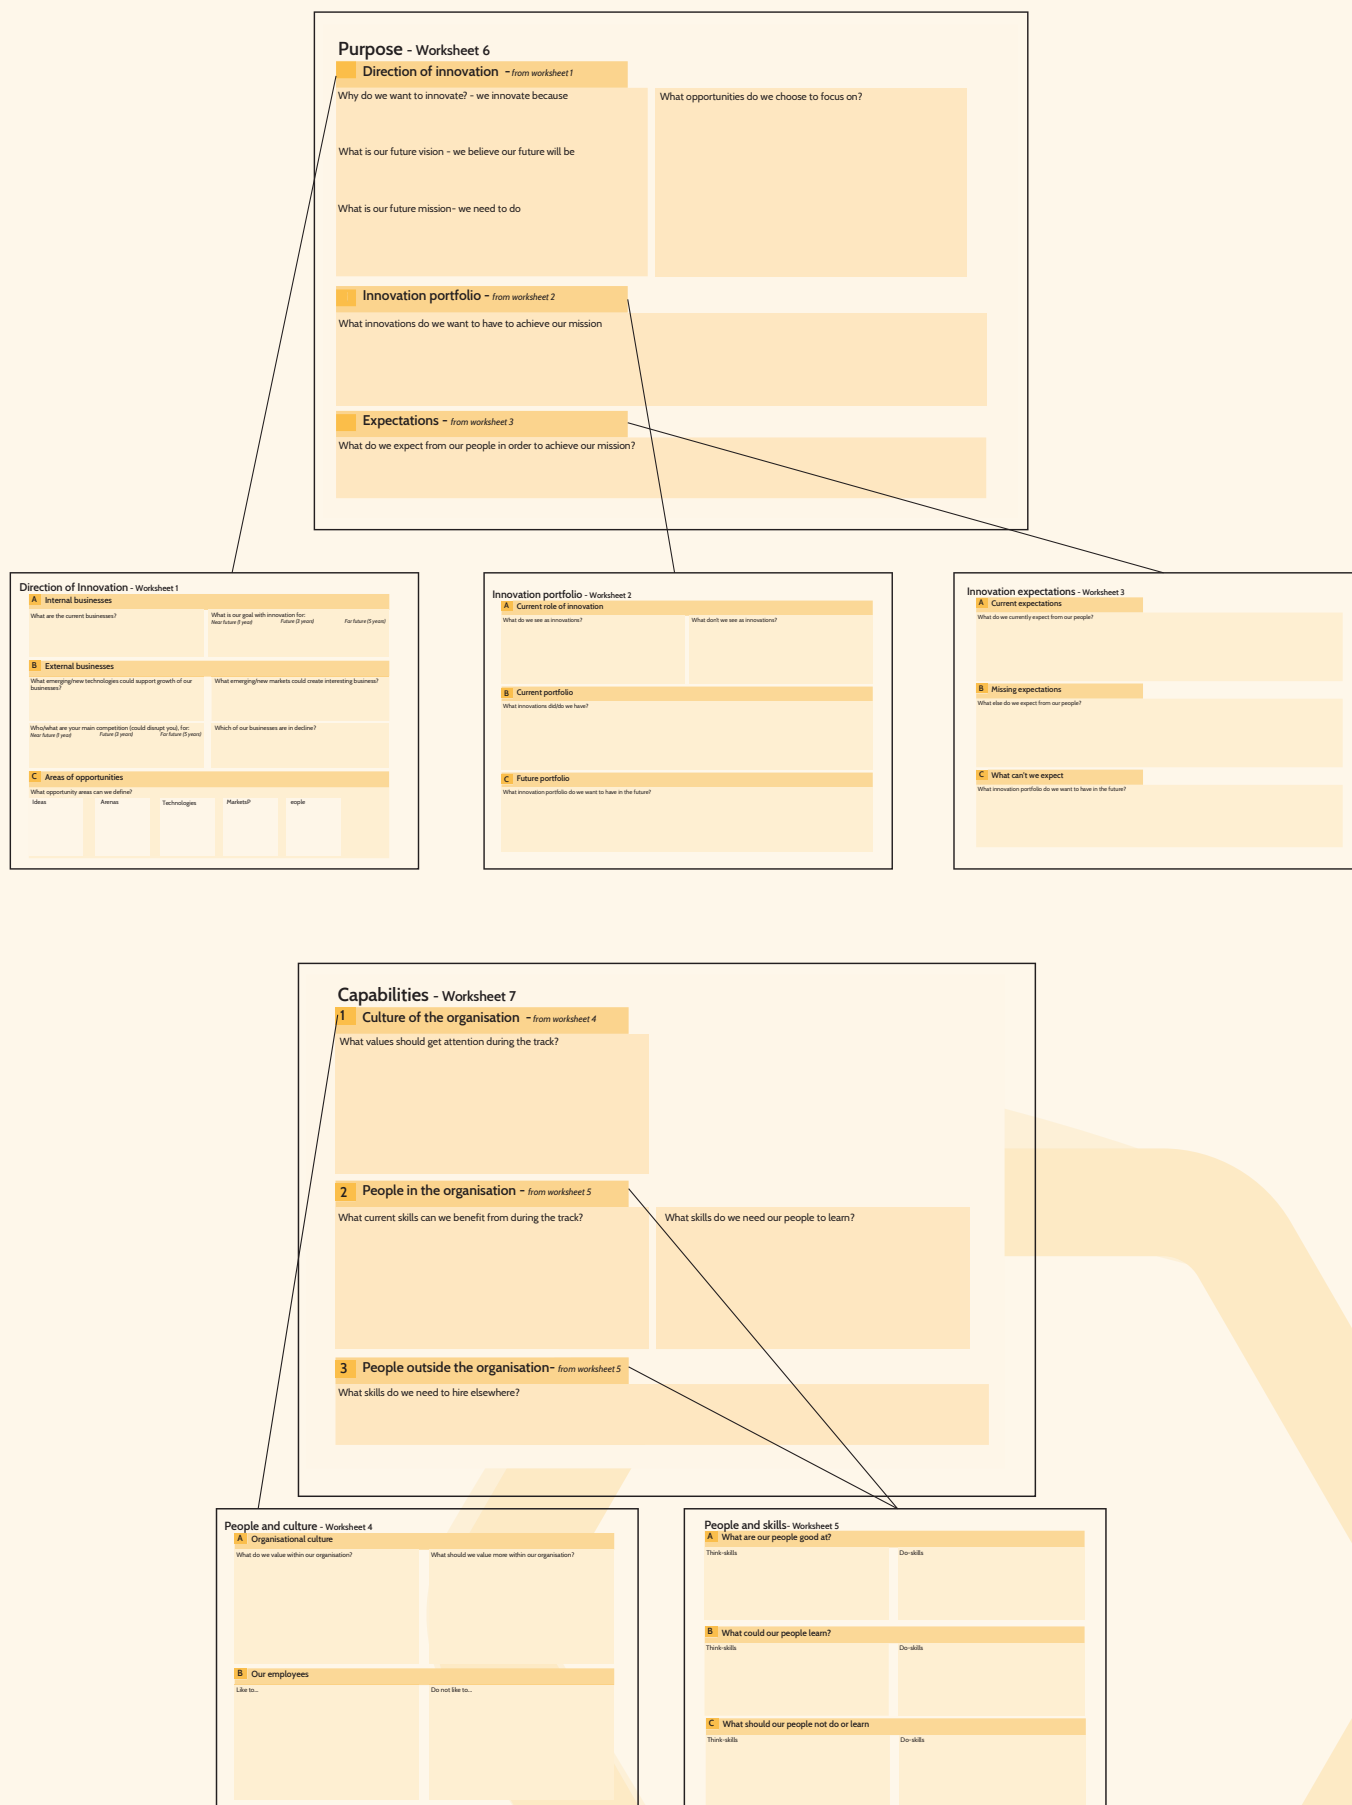 Purpose - Worksheet 6
Direction of innovation - from worksheet 1
Why do we want to innovate? - we innovate because
What opportunities do we choose to focus on?
What is our future vision - we believe our future will be
What is our future mission- we need to do
Innovation portfolio - from worksheet 2
What innovations do we want to have to achieve our mission
Expectations - from worksheet 3
What do we expect from our people in order to achieve our mission?
Direction of Innovation - Worksheet 1
A Internal businesses
What are the current businesses?
What is our goal with innovation for:
Near future (1 year) Future (3 years) Far future (5 years)
B External businesses
What emerging/new technologies could support growth of our
businesses?
What emerging/new markets could create interesting business?
Who/what are your main competition (could disrupt you), for:
Near future (1 year) Future (3 years) Far future (5 years)
Which of our businesses are in decline?
C Areas of opportunities
What opportunity areas can we define?
Ideas Arenas Technologies MarketsP eople
Innovation portfolio - Worksheet 2
A Current role of innovation
What do we see as innovations?
What don't we see as innovations?
B Current portfolio
What innovations did/do we have?
C Future portfolio
What innovation portfolio do we want to have in the future?
Innovation expectations - Worksheet 3
A Current expectations
What do we currently expect from our people?
B Missing expectations
What else do we expect from our people?
C What can't we expect
What innovation portfolio do we want to have in the future?
Capabilities - Worksheet 7
1 Culture of the organisation - from worksheet 4
What values should get attention during the track?
2 People in the organisation - from worksheet 5
What current skills can we benefit from during the track?
What skills do we need our people to learn?
3 People outside the organisation- from worksheet 5
What skills do we need to hire elsewhere?
People and culture - Worksheet 4
A Organisational culture
What do we value within our organisation?
What should we value more within our organisation?
B Our employees
Like to...
Do not like to...
People and skills- Worksheet 5
A What are our people good at?
Think-skills
Do-skills
B What could our people learn?
Think-skills
Do-skills
C What should our people not do or learn
Think-skills
Do-skills